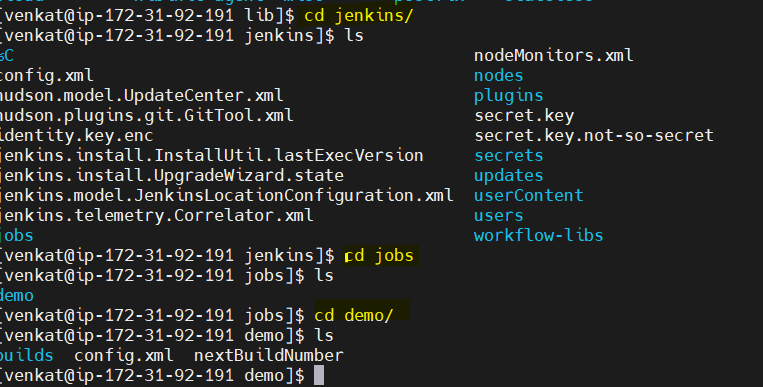 [venkat@ip-172-31-92-191 lib]$ cd jenkins/
[venkat@ip-172-31-92-191 jenkins]$ ls
%C nodeMonitors.xml
config.xml nodes
hudson.model.UpdateCenter.xml plugins
hudson.plugins.git.GitTool.xml secret.key
identity.key.enc secret.key.not-so-secret
jenkins.install.InstallUtil.lastExecVersion secrets
jenkins.install.UpgradeWizard.state updates
jenkins.model.JenkinsLocationConfiguration.xml userContent
jenkins.telemetry.Correlator.xml users
jobs workflow-libs
[venkat@ip-172-31-92-191 jenkins]$ cd jobs
[venkat@ip-172-31-92-191 jobs]$ ls
demo
[venkat@ip-172-31-92-191 jobs]$ cd demo/
[venkat@ip-172-31-92-191 demo]$ ls
builds config.xml nextBuildNumber
[venkat@ip-172-31-92-191 demo]$